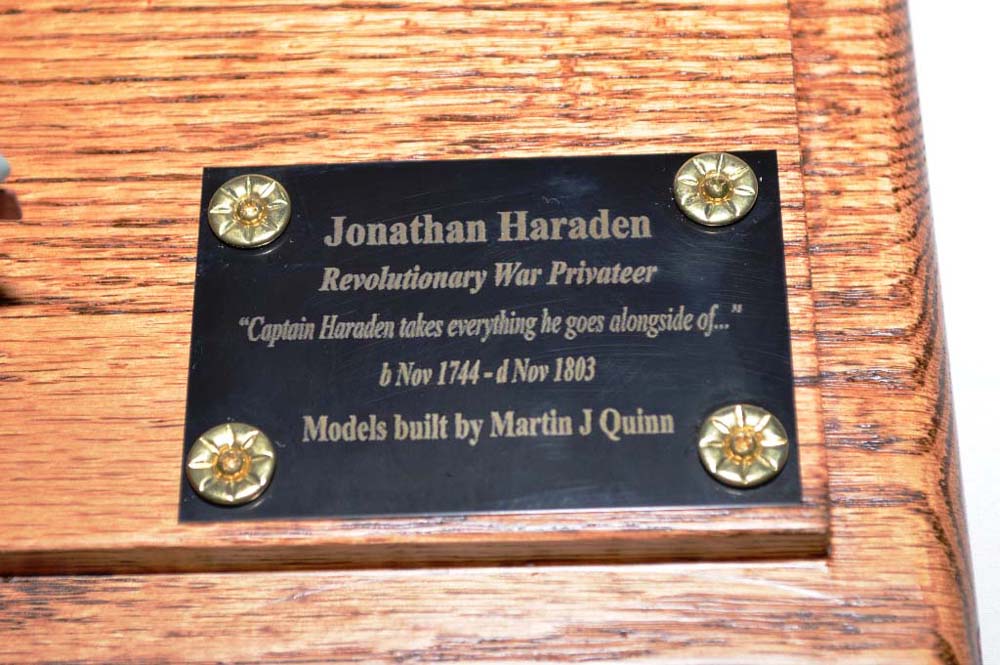 Jonathan Haraden
Revolutionary War Privateer
“Captain Haraden takes everything he goes alongside of...”
b Nov 1744 - d Nov 1803
Models built by Martin J Quinn